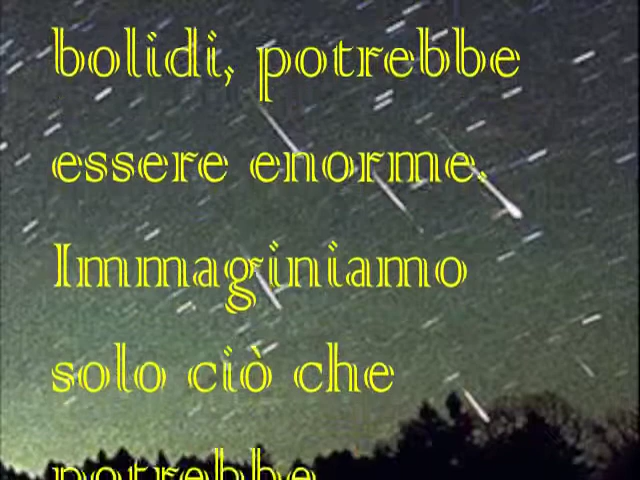 bolidi, potrebbe
essere enorme.
Immaginiamo
solo ciò che
potrebbe